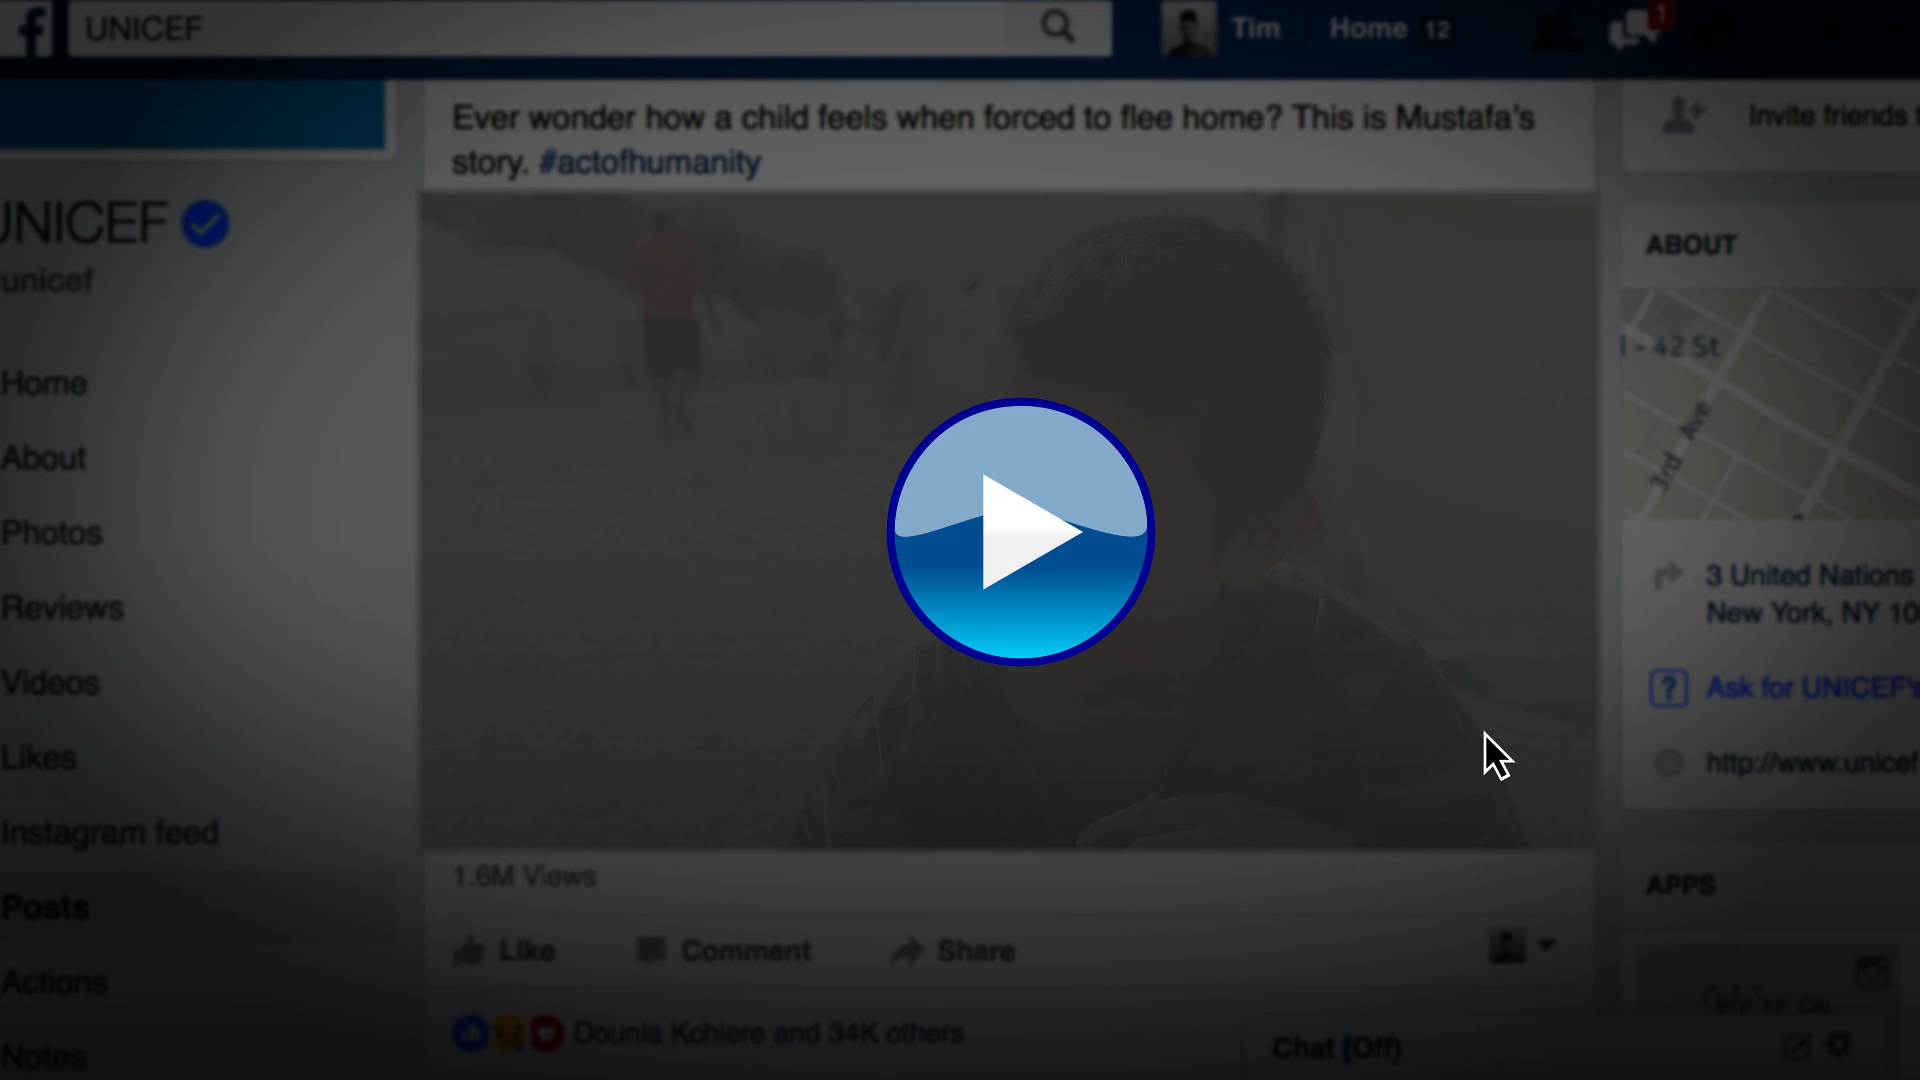 UNICEF
Tim
Home 12
1
Ever wonder how a child feels when forced to flee home? This is Mustafa's
story. #actofhumanity
Invite friends t
UNICEF
unicef
Home
About
Photos
Reviews
Videos
Likes
Instagram feed
Posts
Actions
Notes
1.6M Views
Like
Comment
Share
Dounia Kchiere and 34K others
ABOUT
- 42 St
3rd Ave
3 United Nations
New York, NY 10
? Ask for UNICEF's
http://www.unicef
APPS
We're on
Chat (Off)